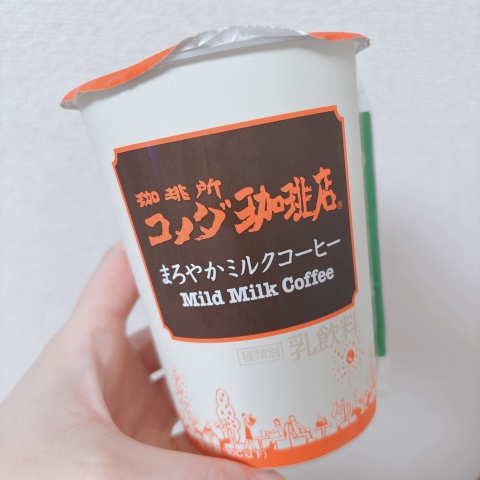 珈琲所
コメダ珈琲店®
まろやかミルクコーヒー
Mild Milk Coffee
種類別 乳飲料